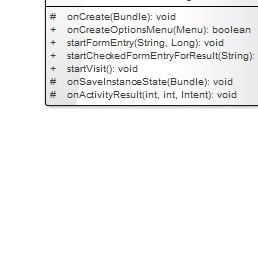 # onCreate(Bundle): void
+ onCreateOptionsMenu(Menu): boolean
+ startFormEntry(String, Long): void
+ startCheckedFormEntryForResult(String):
+ startVisit(): void
# onSaveInstanceState(Bundle): void
# onActivityResult(int, int, Intent): void